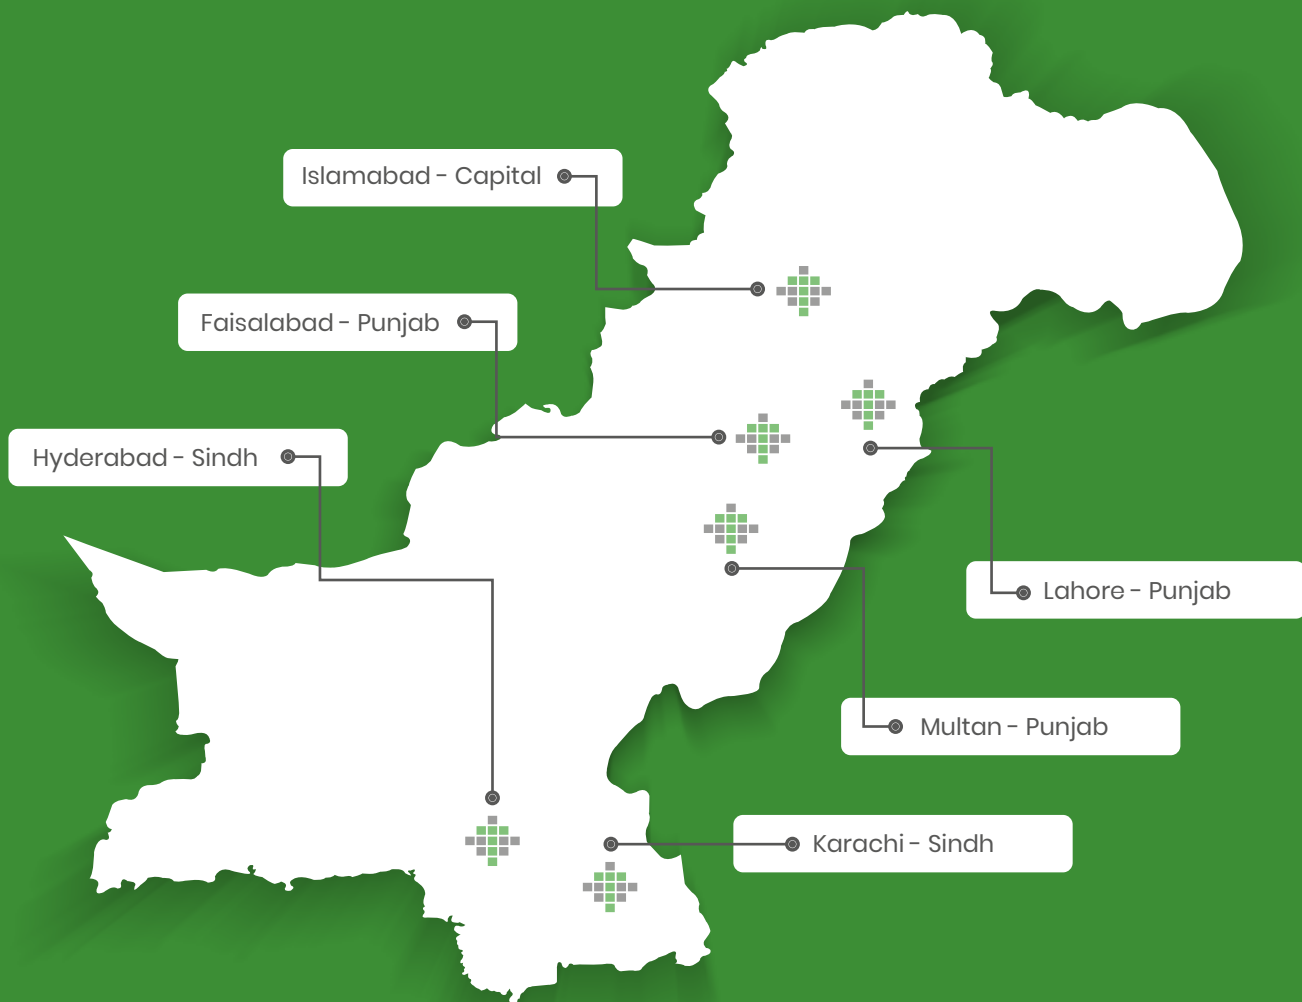 Islamabad - Capital
Faisalabad - Punjab
Hyderabad - Sindh
Lahore - Punjab
Multan - Punjab
Karachi - Sindh